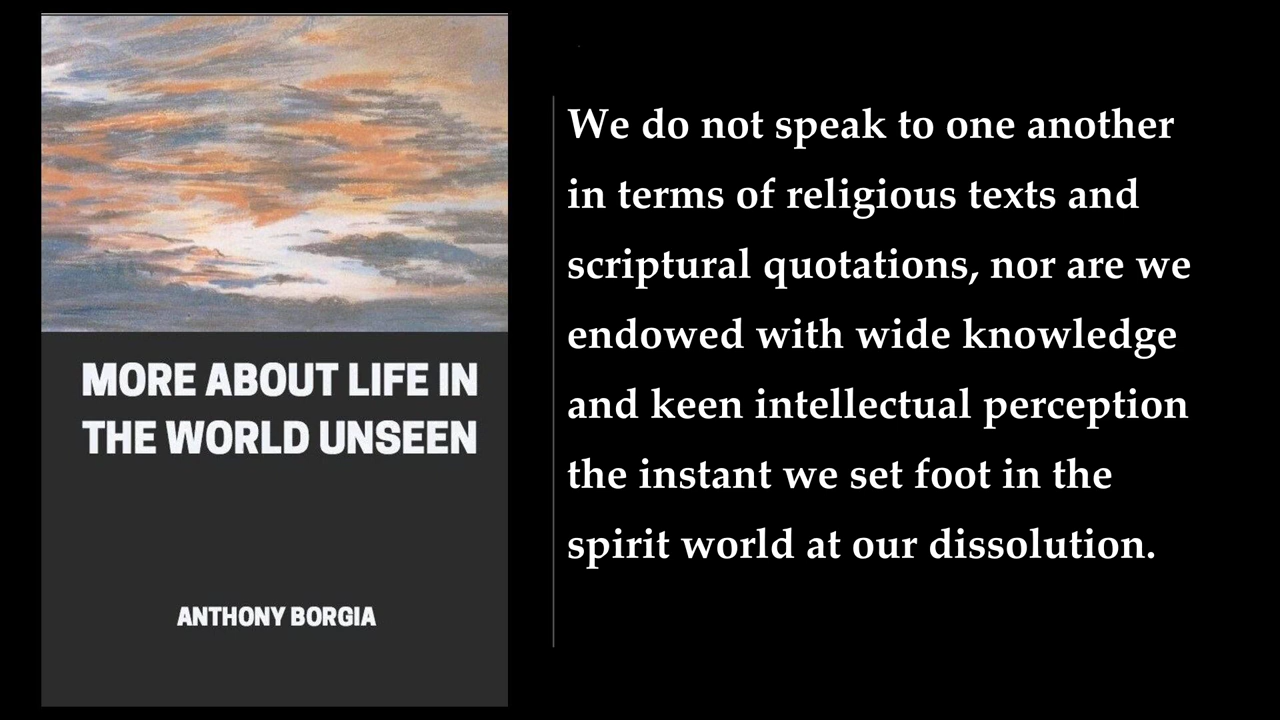 MORE ABOUT LIFE IN
THE WORLD UNSEEN
ANTHONY BORGIA
We do not speak to one another
in terms of religious texts and
scriptural quotations, nor are we
endowed with wide knowledge
and keen intellectual perception
the instant we set foot in the
spirit world at our dissolution.